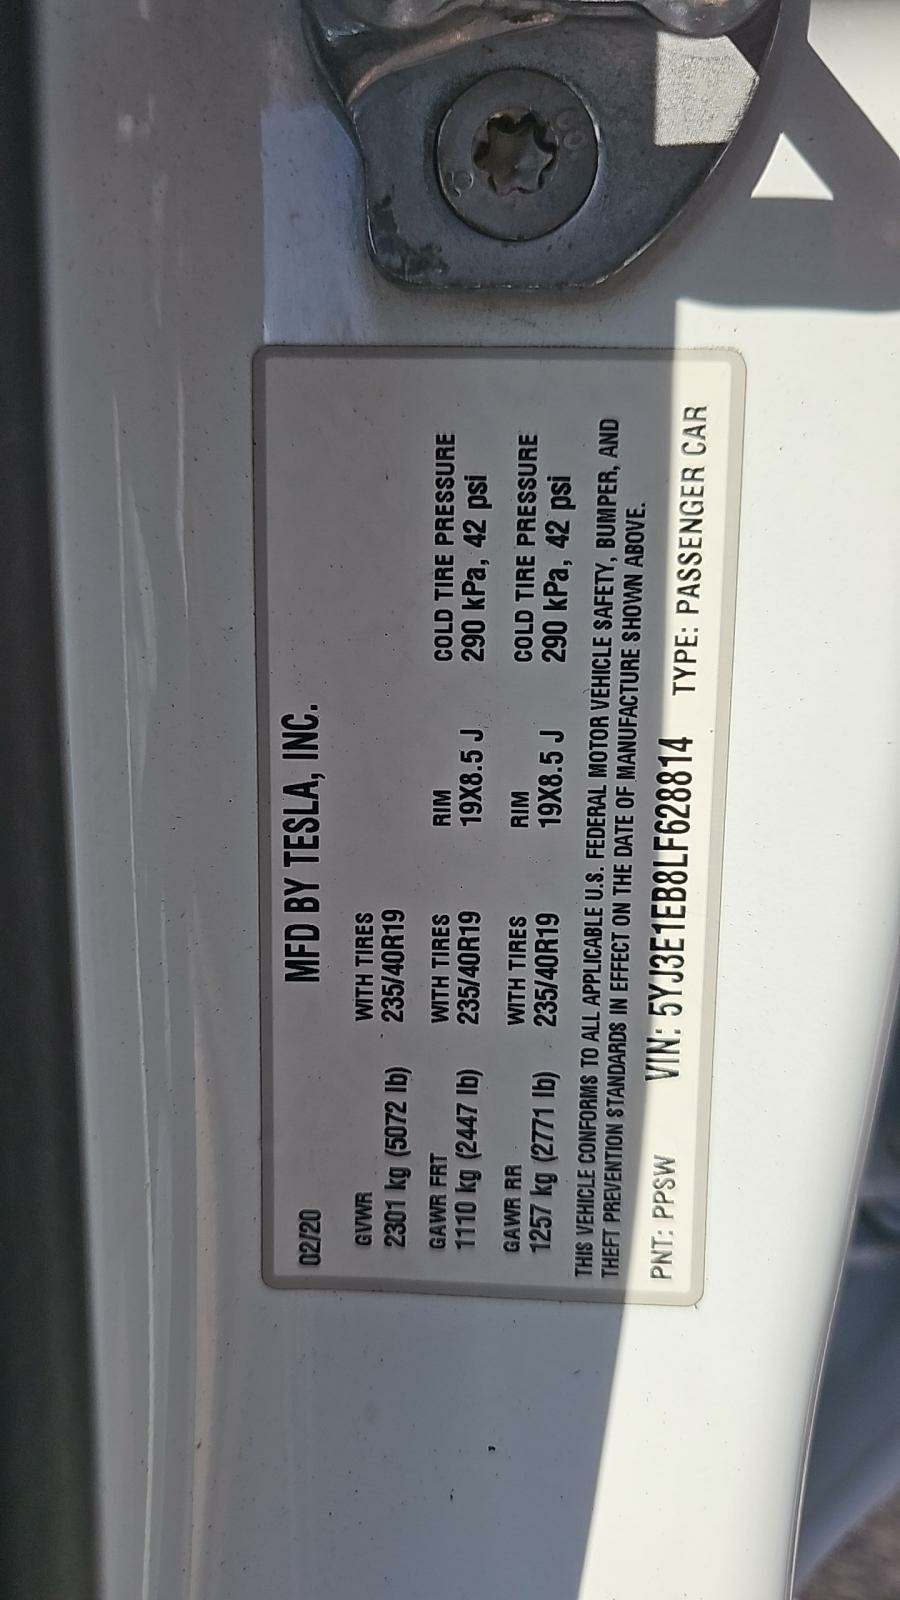 02/20 MFD BY TESLA, INC.
GVWR WITH TIRES
2301 kg (5072 lb) 235/40R19
GAWR FRT WITH TIRES RIM COLD TIRE PRESSURE
1110 kg (2447 lb) 235/40R19 19X8.5 J 290 kPa, 42 psi
GAWR RR WITH TIRES RIM COLD TIRE PRESSURE
1257 kg (2771 lb) 235/40R19 19X8.5 J 290 kPa, 42 psi
THIS VEHICLE CONFORMS TO ALL APPLICABLE U.S. FEDERAL MOTOR VEHICLE SAFETY, BUMPER, AND
THEFT PREVENTION STANDARDS IN EFFECT ON THE DATE OF MANUFACTURE SHOWN ABOVE.
PNT: PPSW VIN: 5YJ3E1EB8LF628814 TYPE: PASSENGER CAR